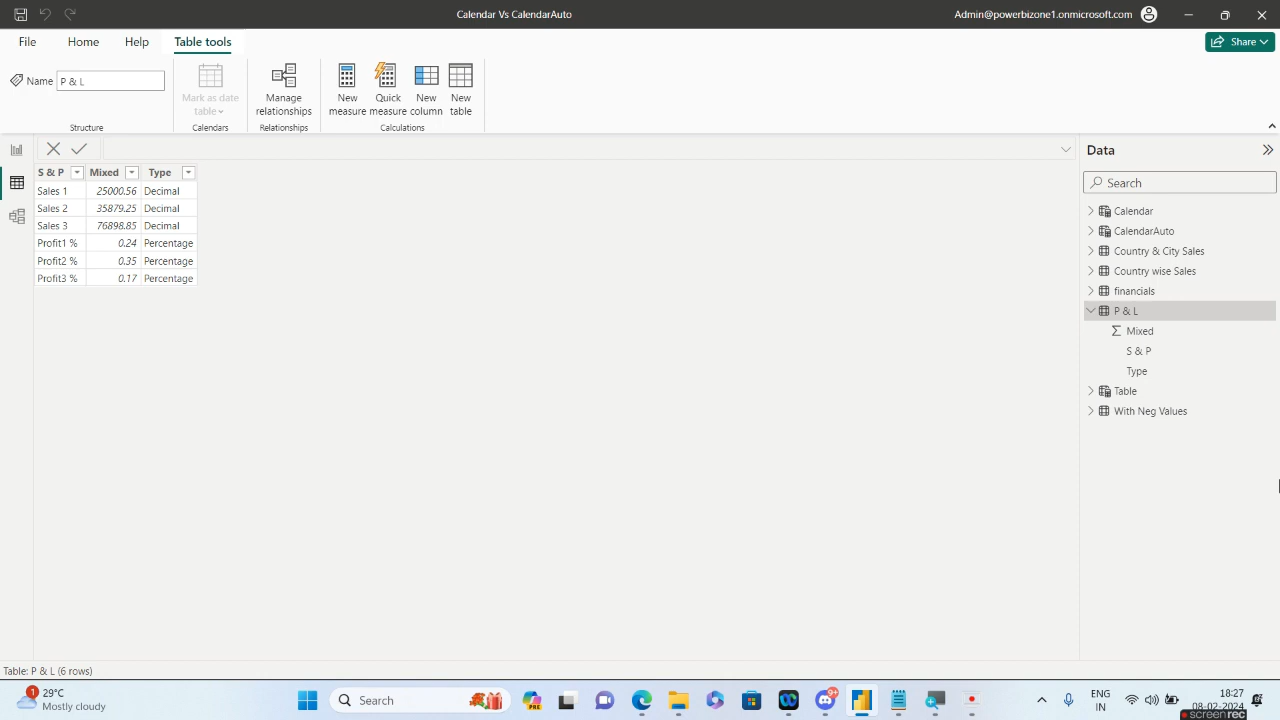 Calendar Vs CalendarAuto
Admin@powerbizone1.onmicrosoft.com
File Home Help Table tools
Share
Name P & L
Mark as date table
Manage relationships
New measure
Quick measure
New column
New table
Structure Calendars Relationships Calculations
S & P Mixed Type
Sales 1 25000.56 Decimal
Sales 2 35879.25 Decimal
Sales 3 76898.85 Decimal
Profit1 % 0.24 Percentage
Profit2 % 0.35 Percentage
Profit3 % 0.17 Percentage
Data
Search
Calendar
CalendarAuto
Country & City Sales
Country wise Sales
financials
P & L
Mixed
S & P
Type
Table
With Neg Values
Table: P & L (6 rows)
1
29°C
Mostly cloudy
Search
PRE
9+
ENG
IN
18:27
08-02-2024
screenrec